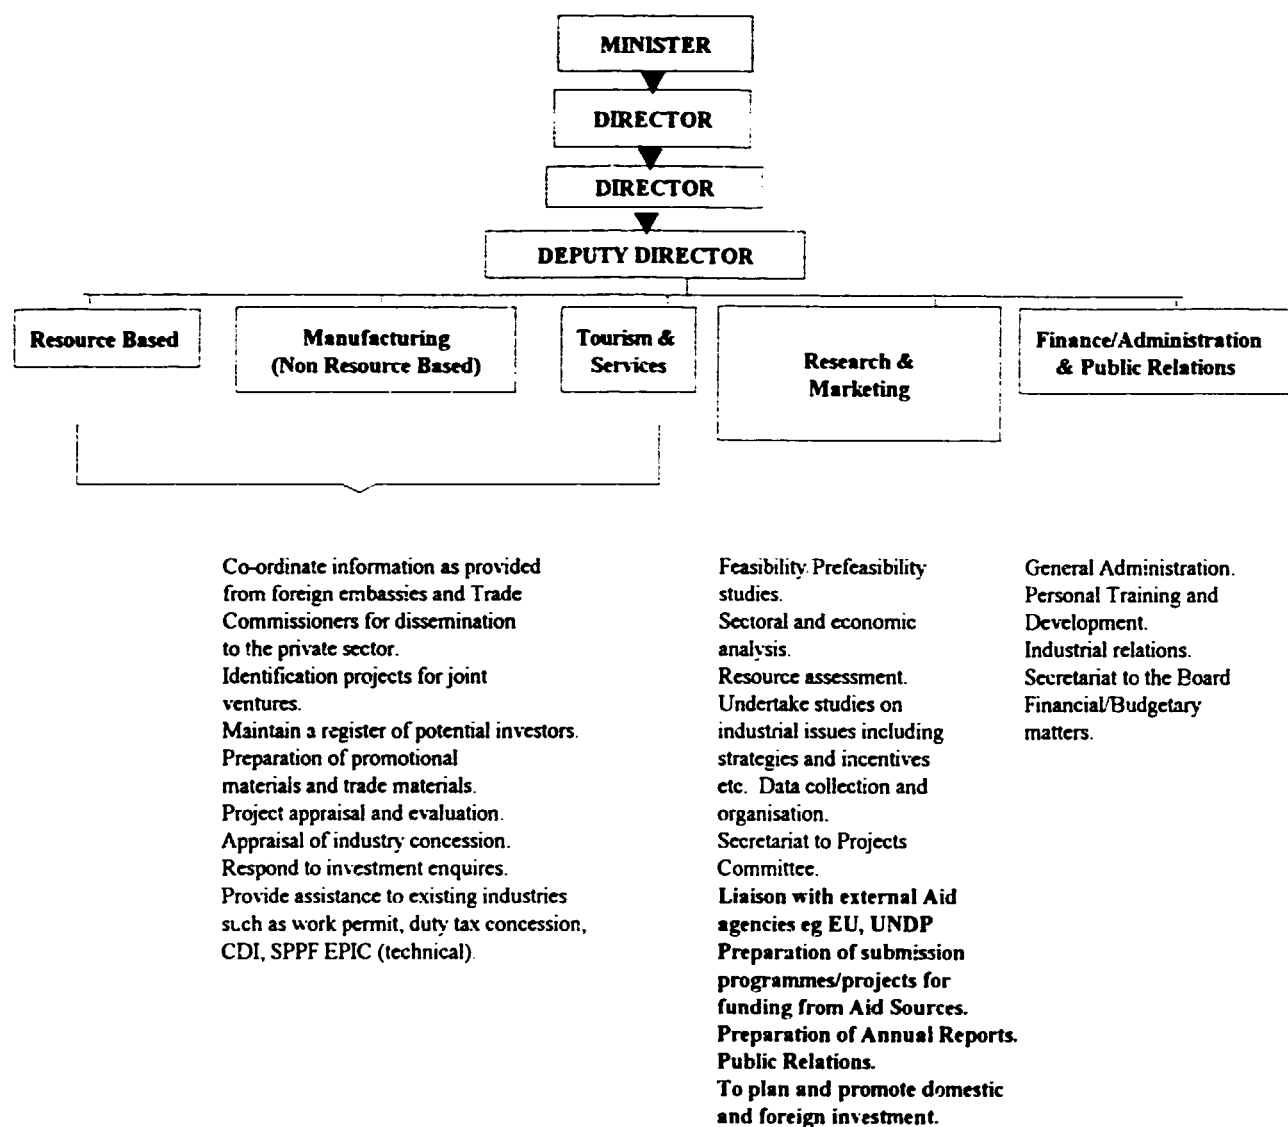 MINISTER
DIRECTOR
DIRECTOR
DEPUTY DIRECTOR
Resource Based
Manufacturing
(Non Resource Based)
Tourism &
Services
Research &
Marketing
Finance/Administration
& Public Relations
Co-ordinate information as provided
from foreign embassies and Trade
Commissioners for dissemination
to the private sector.
Identification projects for joint
ventures.
Maintain a register of potential investors.
Preparation of promotional
materials and trade materials.
Project appraisal and evaluation.
Appraisal of industry concession.
Respond to investment enquires.
Provide assistance to existing industries
such as work permit, duty tax concession,
CDI, SPPF EPIC (technical).
Feasibility Prefeasibility
studies.
Sectoral and economic
analysis.
Resource assessment.
Undertake studies on
industrial issues including
strategies and incentives
etc. Data collection and
organisation.
Secretariat to Projects
Committee.
Liaison with external Aid
agencies eg EU, UNDP
Preparation of submission
programmes/projects for
funding from Aid Sources.
Preparation of Annual Reports.
Public Relations.
To plan and promote domestic
and foreign investment.
General Administration.
Personal Training and
Development.
Industrial relations.
Secretariat to the Board
Financial/Budgetary
matters.